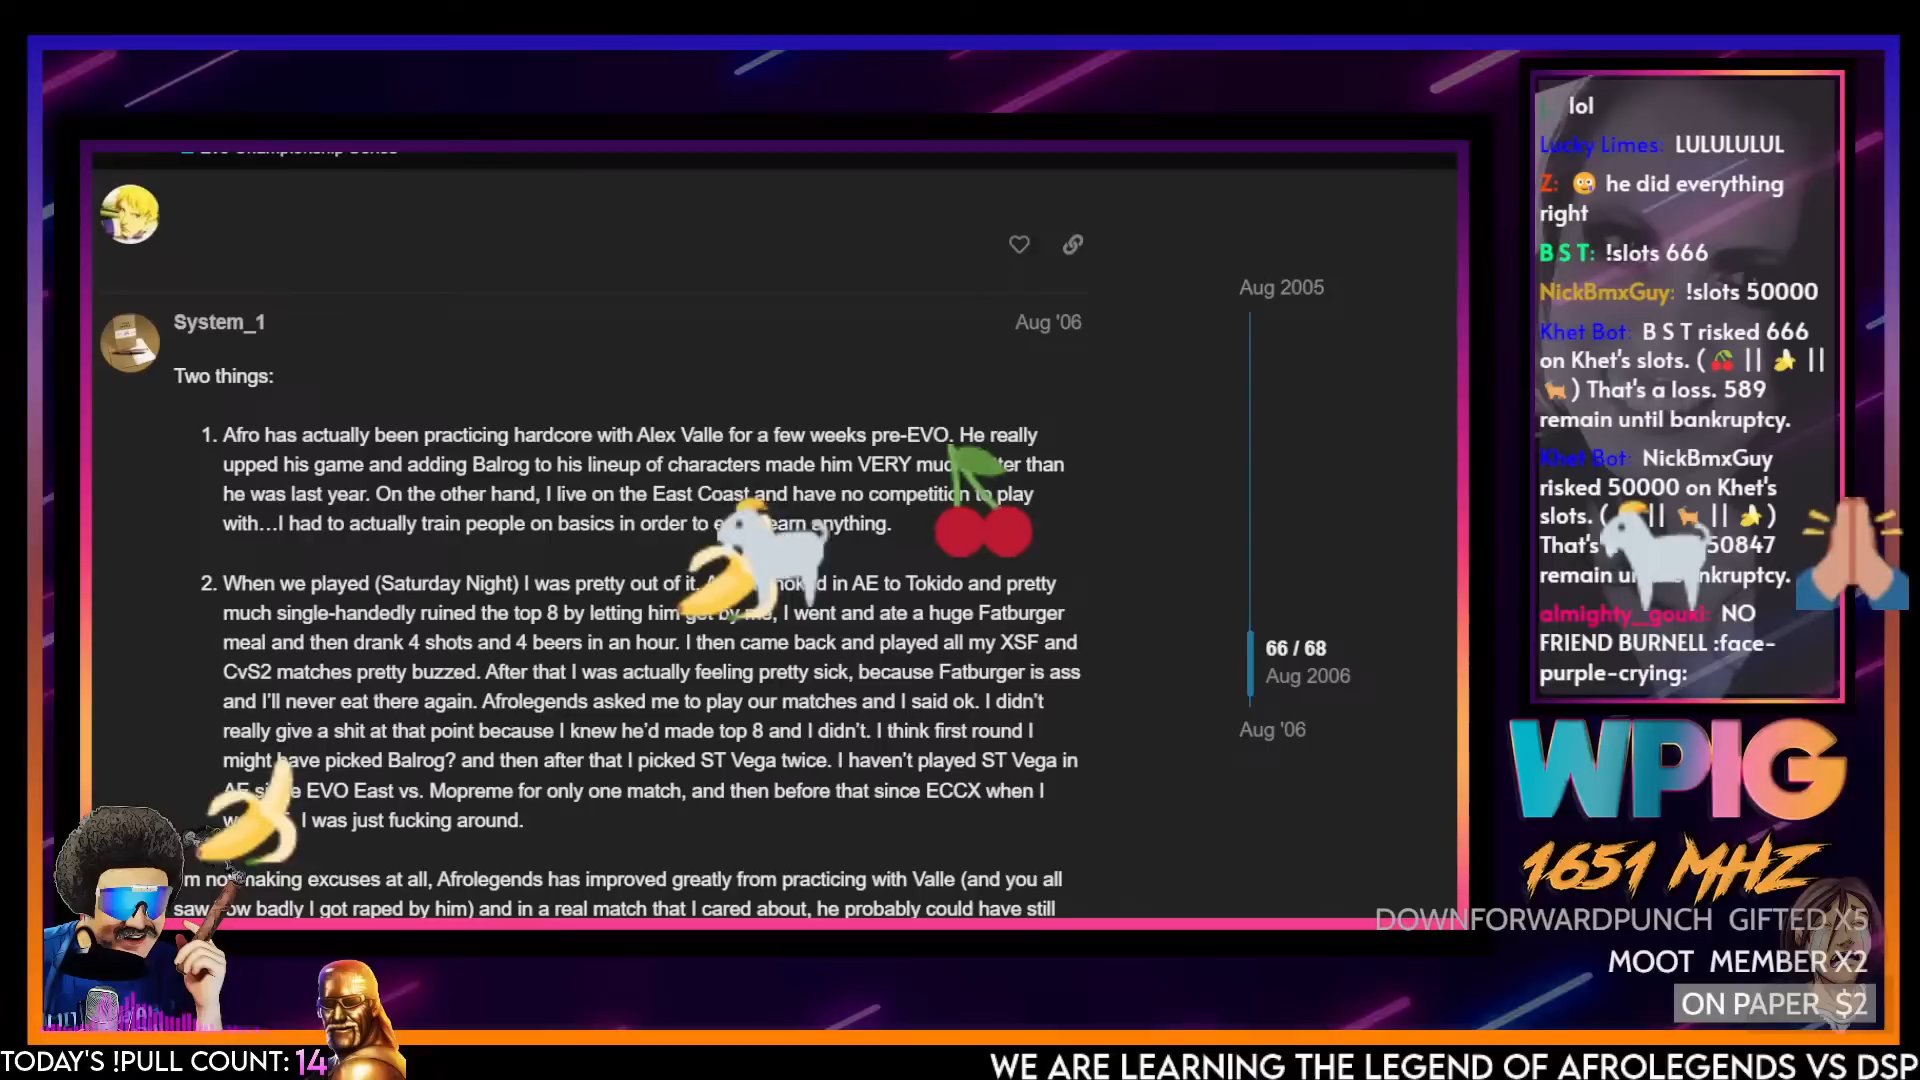 System_1
Aug '06
Two things:
1. Afro has actually been practicing hardcore with Alex Valle for a few weeks pre-EVO. He really
upped his game and adding Balrog to his lineup of characters made him VERY than
he was last year. On the other hand, I live on the East Coast and have no competition to play
with…I had to actually train people on basics in order to anything.
2. When we played (Saturday Night) I was pretty out of it. in AE to Tokido and pretty
much single-handedly ruined the top 8 by letting him get by me, I went and ate a huge Fatburger
meal and then drank 4 shots and 4 beers in an hour. I then came back and played all my XSF and
CvS2 matches pretty buzzed. After that I was actually feeling pretty sick, because Fatburger is ass
and I'll never eat there again. Afrolegends asked me to play our matches and I said ok. I didn't
really give a shit at that point because I knew he'd made top 8 and I didn't. I think first round I
might have picked Balrog? and then after that I picked ST Vega twice. I haven't played ST Vega in
AE since EVO East vs. Mopreme for only one match, and then before that since ECCX when I
I was just fucking around.
not making excuses at all, Afrolegends has improved greatly from practicing with Valle (and you all
saw how badly I got raped by him) and in a real match that I cared about, he probably could have still
Aug 2005
66 / 68
Aug 2006
Aug '06
lol
Lucky Limes: LULULULUL
Z: he did everything
right
B S T: !slots 666
NickBmxGuy: !slots 50000
Khet Bot: B S T risked 666
on Khet's slots. ( || ||
) That's a loss. 589
remain until bankruptcy.
Khet Bot: NickBmxGuy
risked 50000 on Khet's
slots. ( || || )
That's 50847
remain bankruptcy.
almighty_gouki: NO
FRIEND BURNELL :face-
purple-crying:
WPIG
1651 MHZ
DOWNFORWARDPUNCH GIFTED X5
MOOT MEMBER X2
ON PAPER $2
TODAY'S !PULL COUNT: 14
WE ARE LEARNING THE LEGEND OF AFROLEGENDS VS DSP